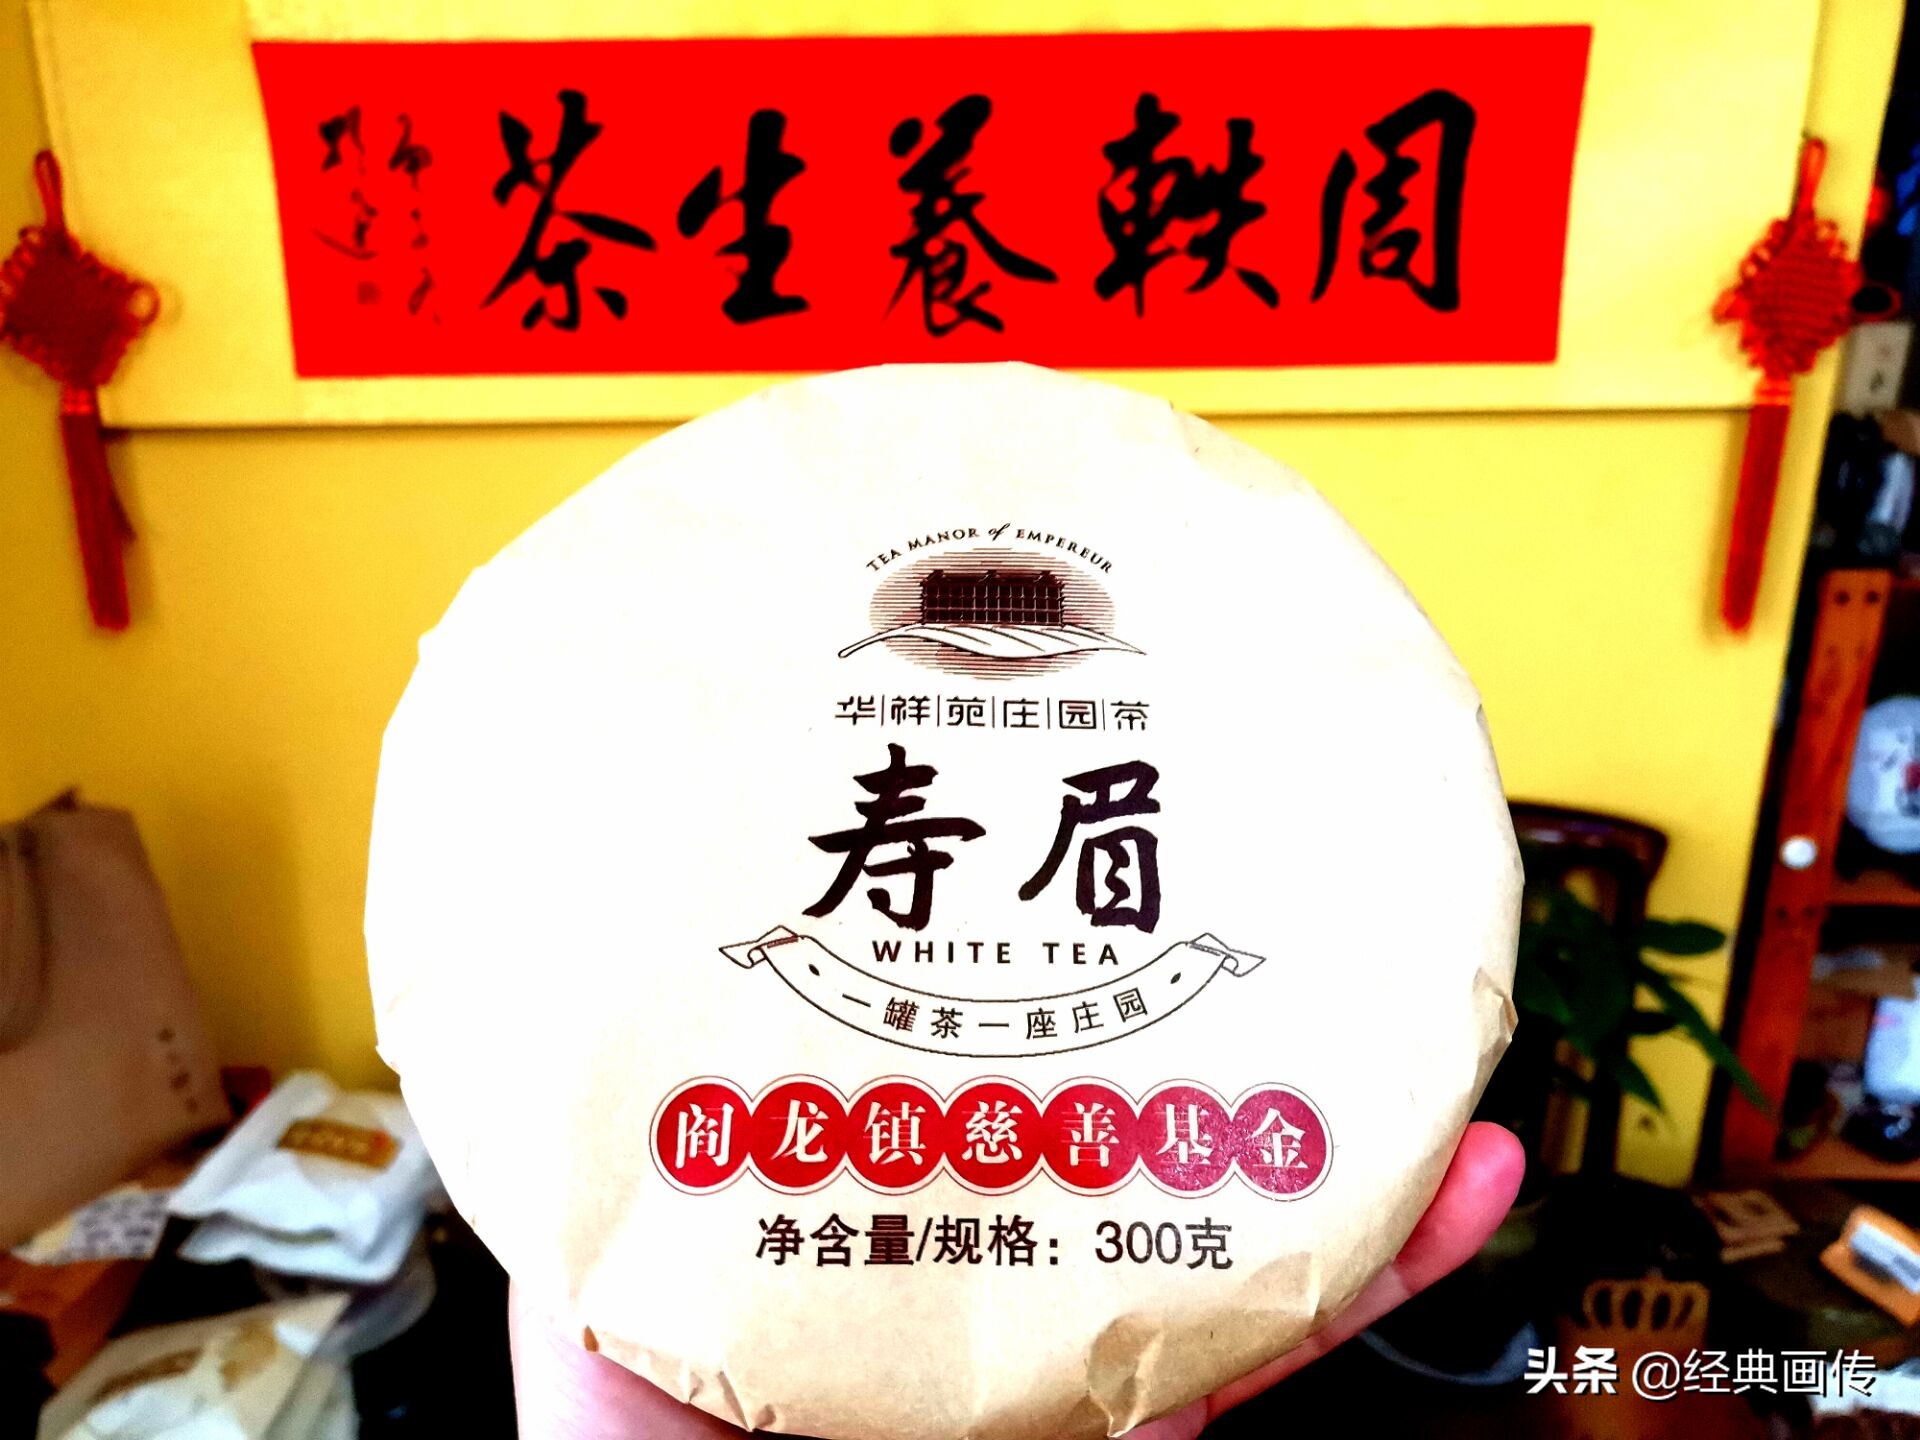 周軼養生茶
TEA MANOR of EMPEREUR
华祥苑庄园茶
寿眉
WHITE TEA
一罐茶一座庄园
阎龙镇慈善基金
净含量/规格：300克
头条 @经典画传